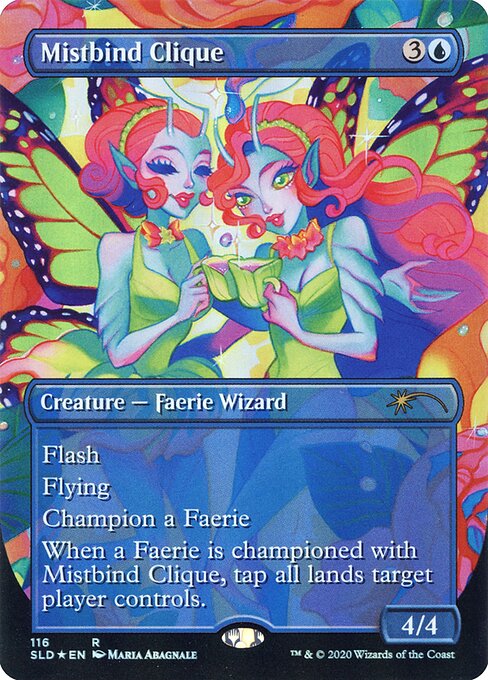 Mistbind Clique 3
Creature — Faerie Wizard
Flash
Flying
Champion a Faerie
When a Faerie is championed with
Mistbind Clique, tap all lands target
player controls.
4/4
116 R
SLD★EN Maria Abagnale
™ & © 2020 Wizards of the Coast